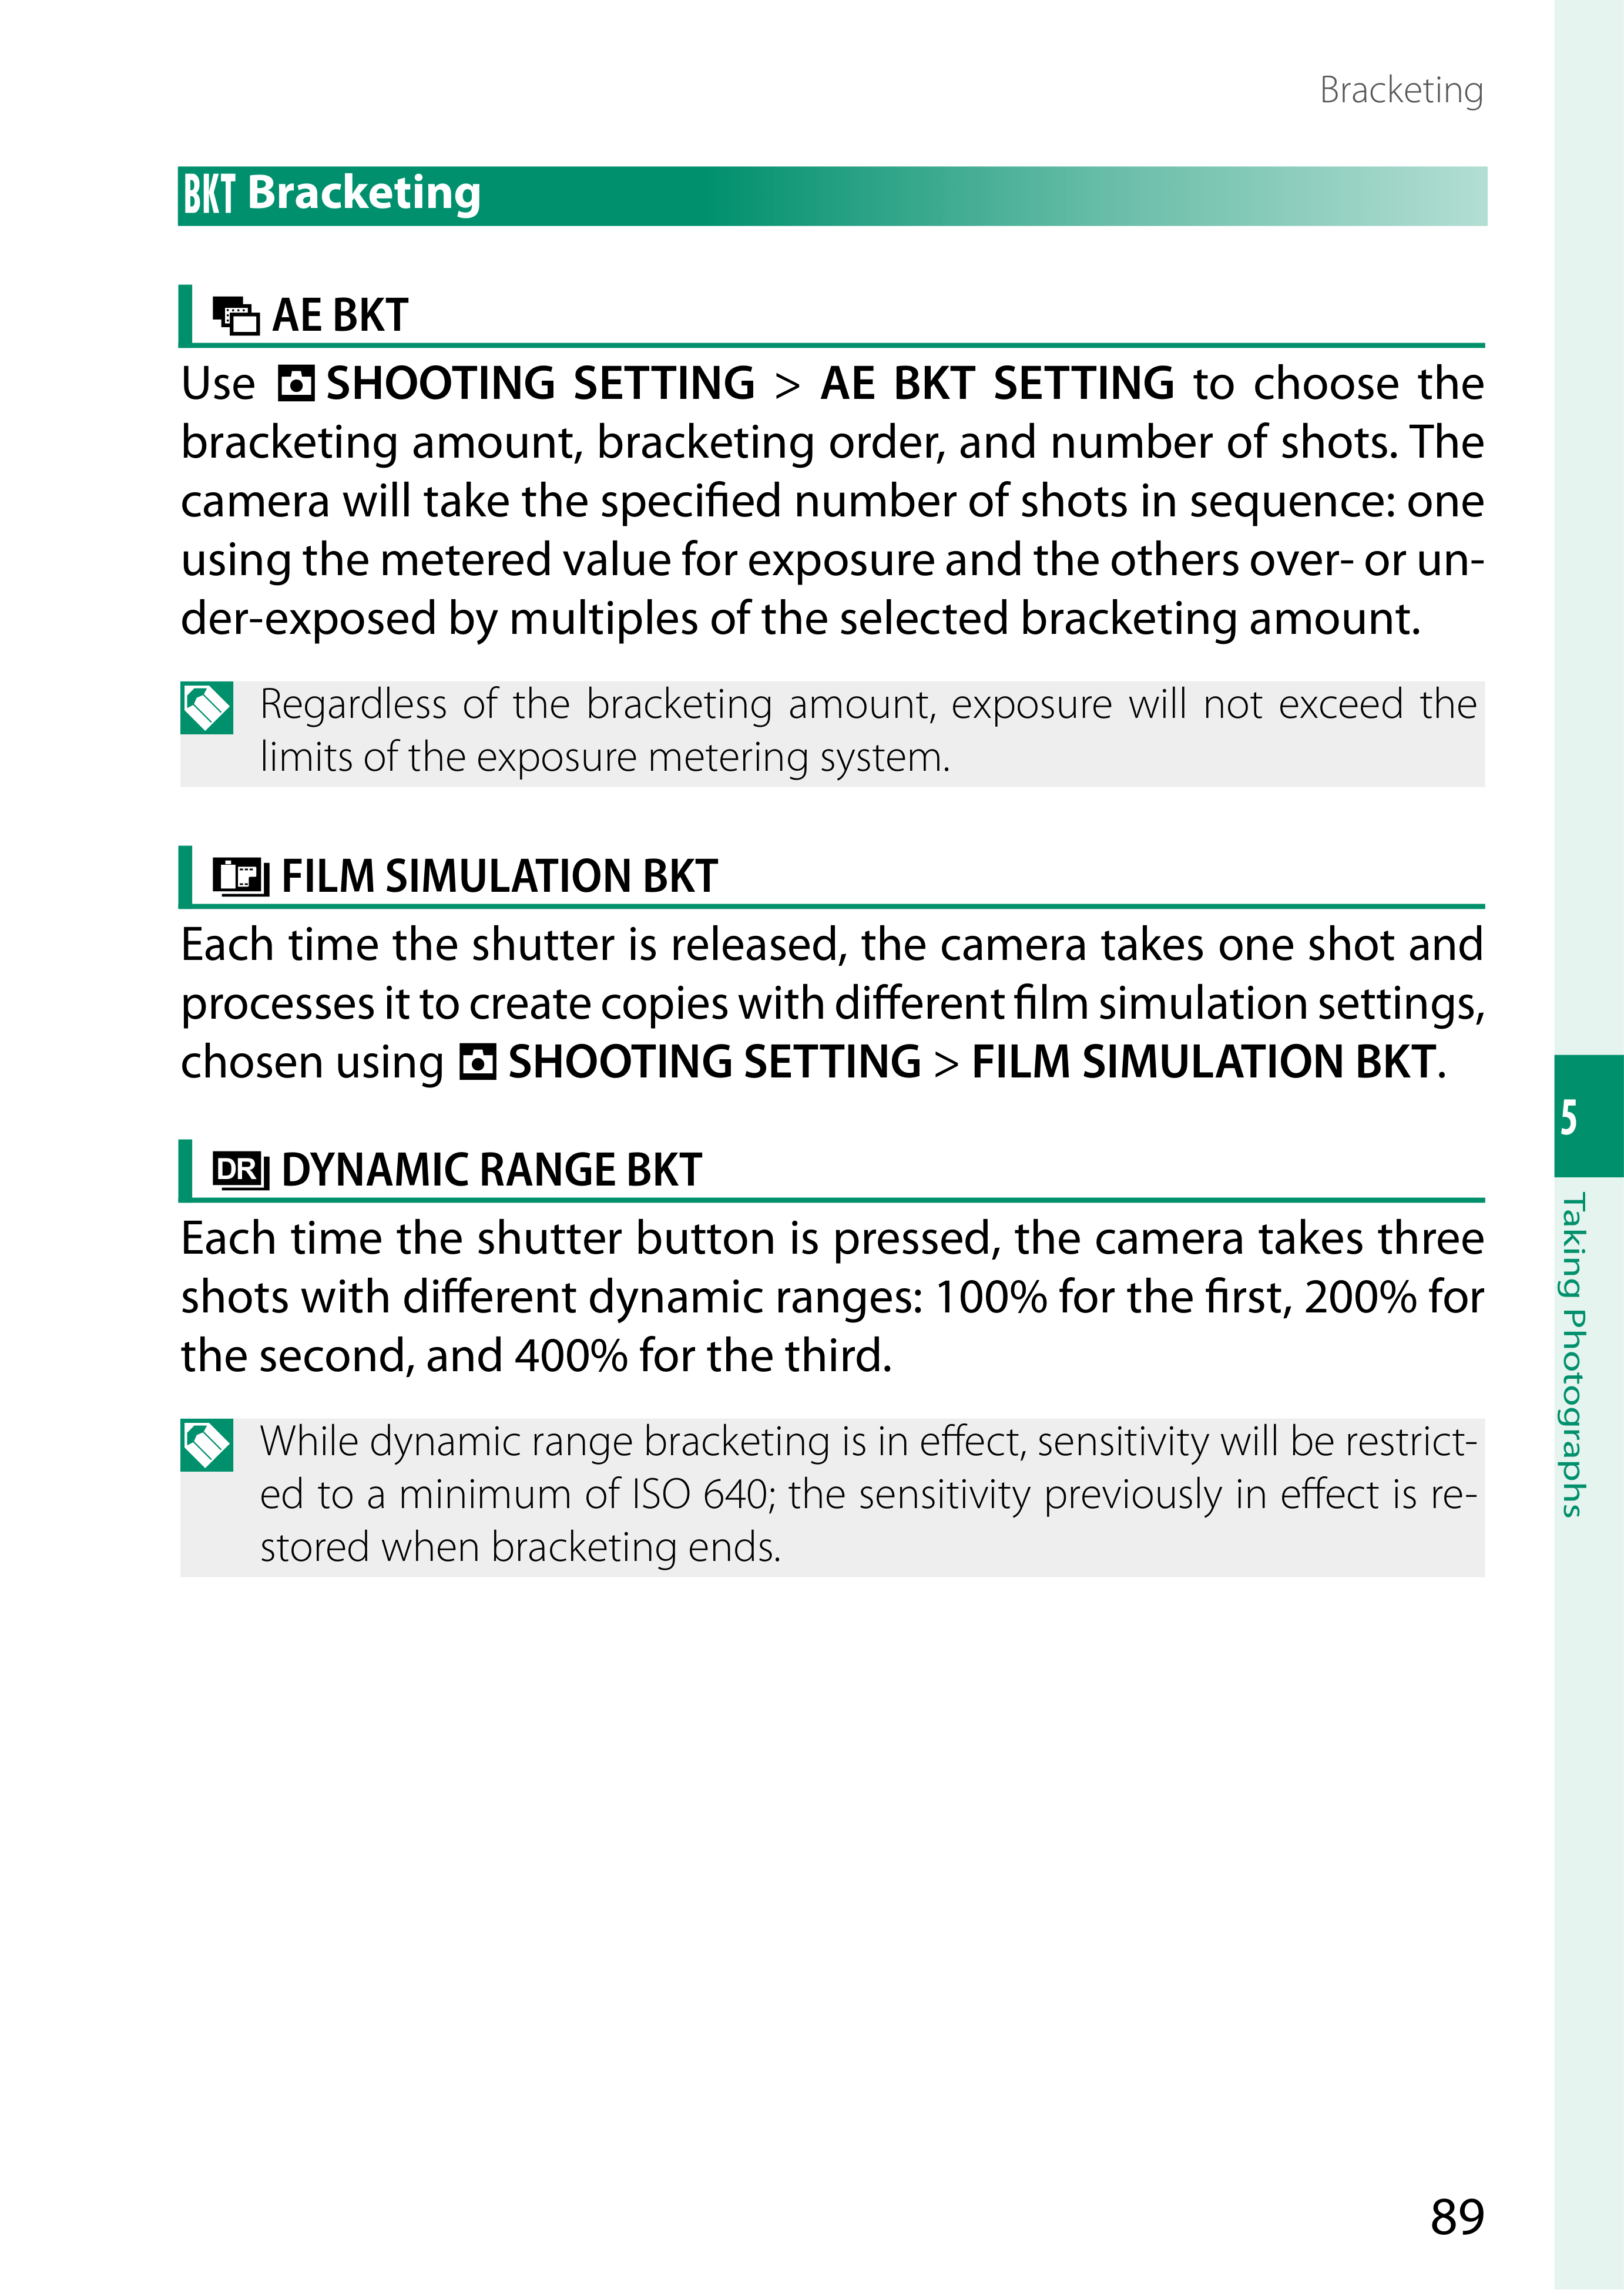 Bracketing
BKT Bracketing
AE BKT
Use SHOOTING SETTING > AE BKT SETTING to choose the
bracketing amount, bracketing order, and number of shots. The
camera will take the specified number of shots in sequence: one
using the metered value for exposure and the others over- or un-
der-exposed by multiples of the selected bracketing amount.
Regardless of the bracketing amount, exposure will not exceed the
limits of the exposure metering system.
FILM SIMULATION BKT
Each time the shutter is released, the camera takes one shot and
processes it to create copies with different film simulation settings,
chosen using SHOOTING SETTING > FILM SIMULATION BKT.
DR DYNAMIC RANGE BKT
Each time the shutter button is pressed, the camera takes three
shots with different dynamic ranges: 100% for the first, 200% for
the second, and 400% for the third.
While dynamic range bracketing is in effect, sensitivity will be restrict-
ed to a minimum of ISO 640; the sensitivity previously in effect is re-
stored when bracketing ends.
5
Taking Photographs
89